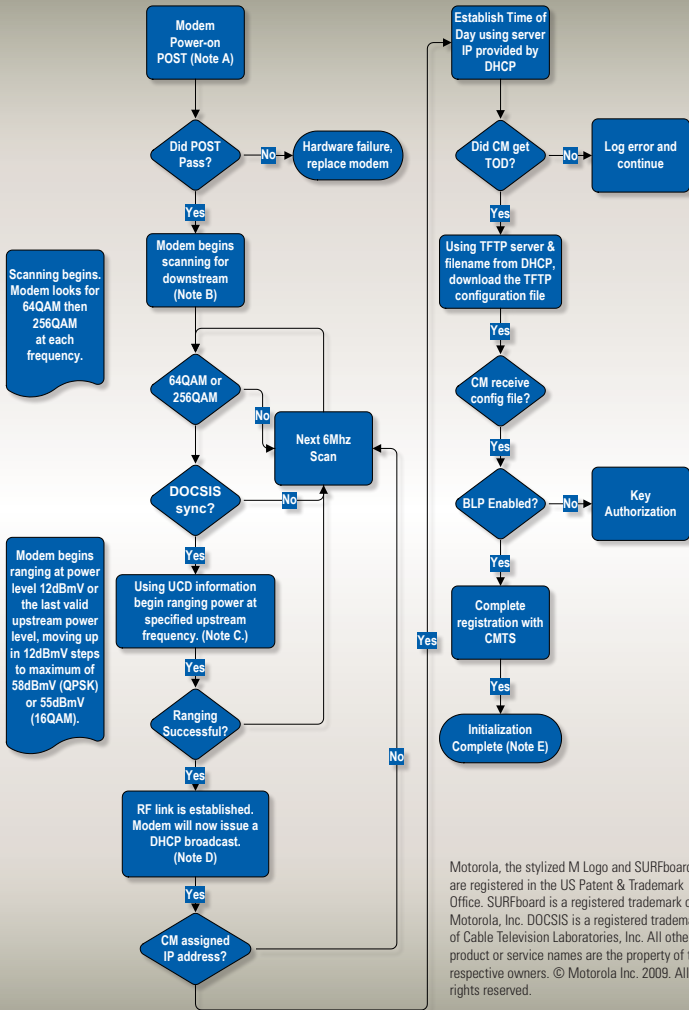 Modem
Power-on
POST (Note A)
Did POST
Pass?
No
Hardware failure,
replace modem
Yes
Modem begins
scanning for
downstream
(Note B)
Scanning begins.
Modem looks for
64QAM then
256QAM
at each
frequency.
64QAM or
256QAM
No
Next 6Mhz
Scan
DOCSIS
sync?
No
Yes
Modem begins
ranging at power
level 12dBmV or
the last valid
upstream power
level, moving up
in 12dBmV steps
to maximum of
58dBmV (QPSK)
or 55dBmV
(16QAM).
Using UCD information
begin ranging power at
specified upstream
frequency. (Note C.)
Yes
Ranging
Successful?
Yes
No
RF link is established.
Modem will now issue a
DHCP broadcast.
(Note D)
Yes
CM assigned
IP address?
Yes
Establish Time of
Day using server
IP provided by
DHCP
Did CM get
TOD?
No
Log error and
continue
Yes
Using TFTP server &
filename from DHCP,
download the TFTP
configuration file
Yes
CM receive
config file?
Yes
BLP Enabled?
No
Key
Authorization
Yes
Complete
registration with
CMTS
Yes
Initialization
Complete (Note E)
Motorola, the stylized M Logo and SURFboard
are registered in the US Patent & Trademark
Office. SURFboard is a registered trademark
Motorola, Inc. DOCSIS is a registered
of Cable Television Laboratories, Inc. All
product or service names are the property of
respective owners. © Motorola Inc. 2009. All
rights reserved.